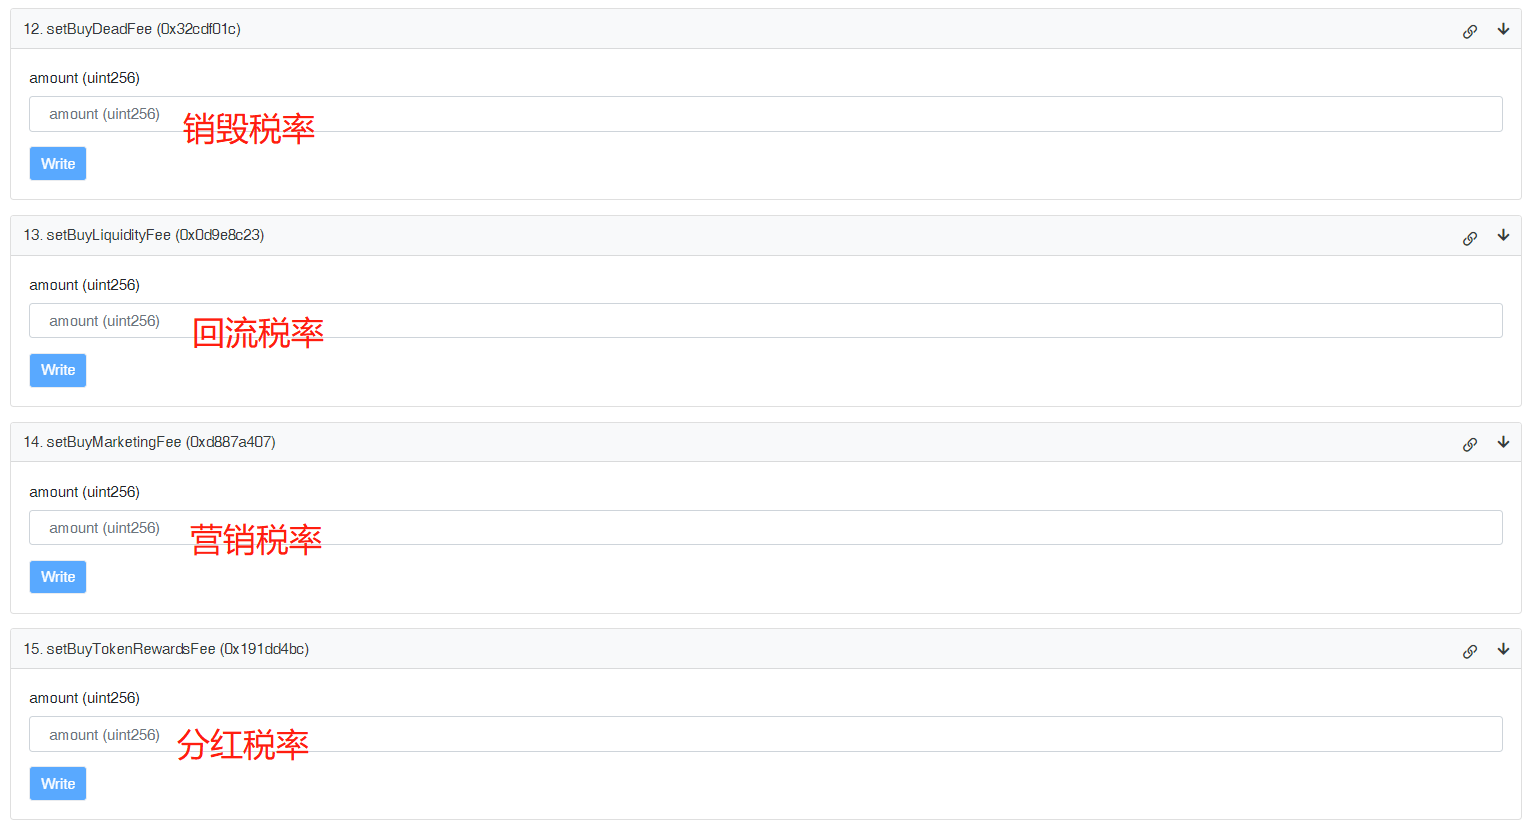 12. setBuyDeadFee (0x32cdf01c)
amount (uint256)
amount (uint256)
销毁税率
Write
13. setBuyLiquidityFee (0x0d9e8c23)
amount (uint256)
amount (uint256)
回流税率
Write
14. setBuyMarketingFee (0xd887a407)
amount (uint256)
amount (uint256)
营销税率
Write
15. setBuyTokenRewardsFee (0x191dd4bc)
amount (uint256)
amount (uint256)
分红税率
Write